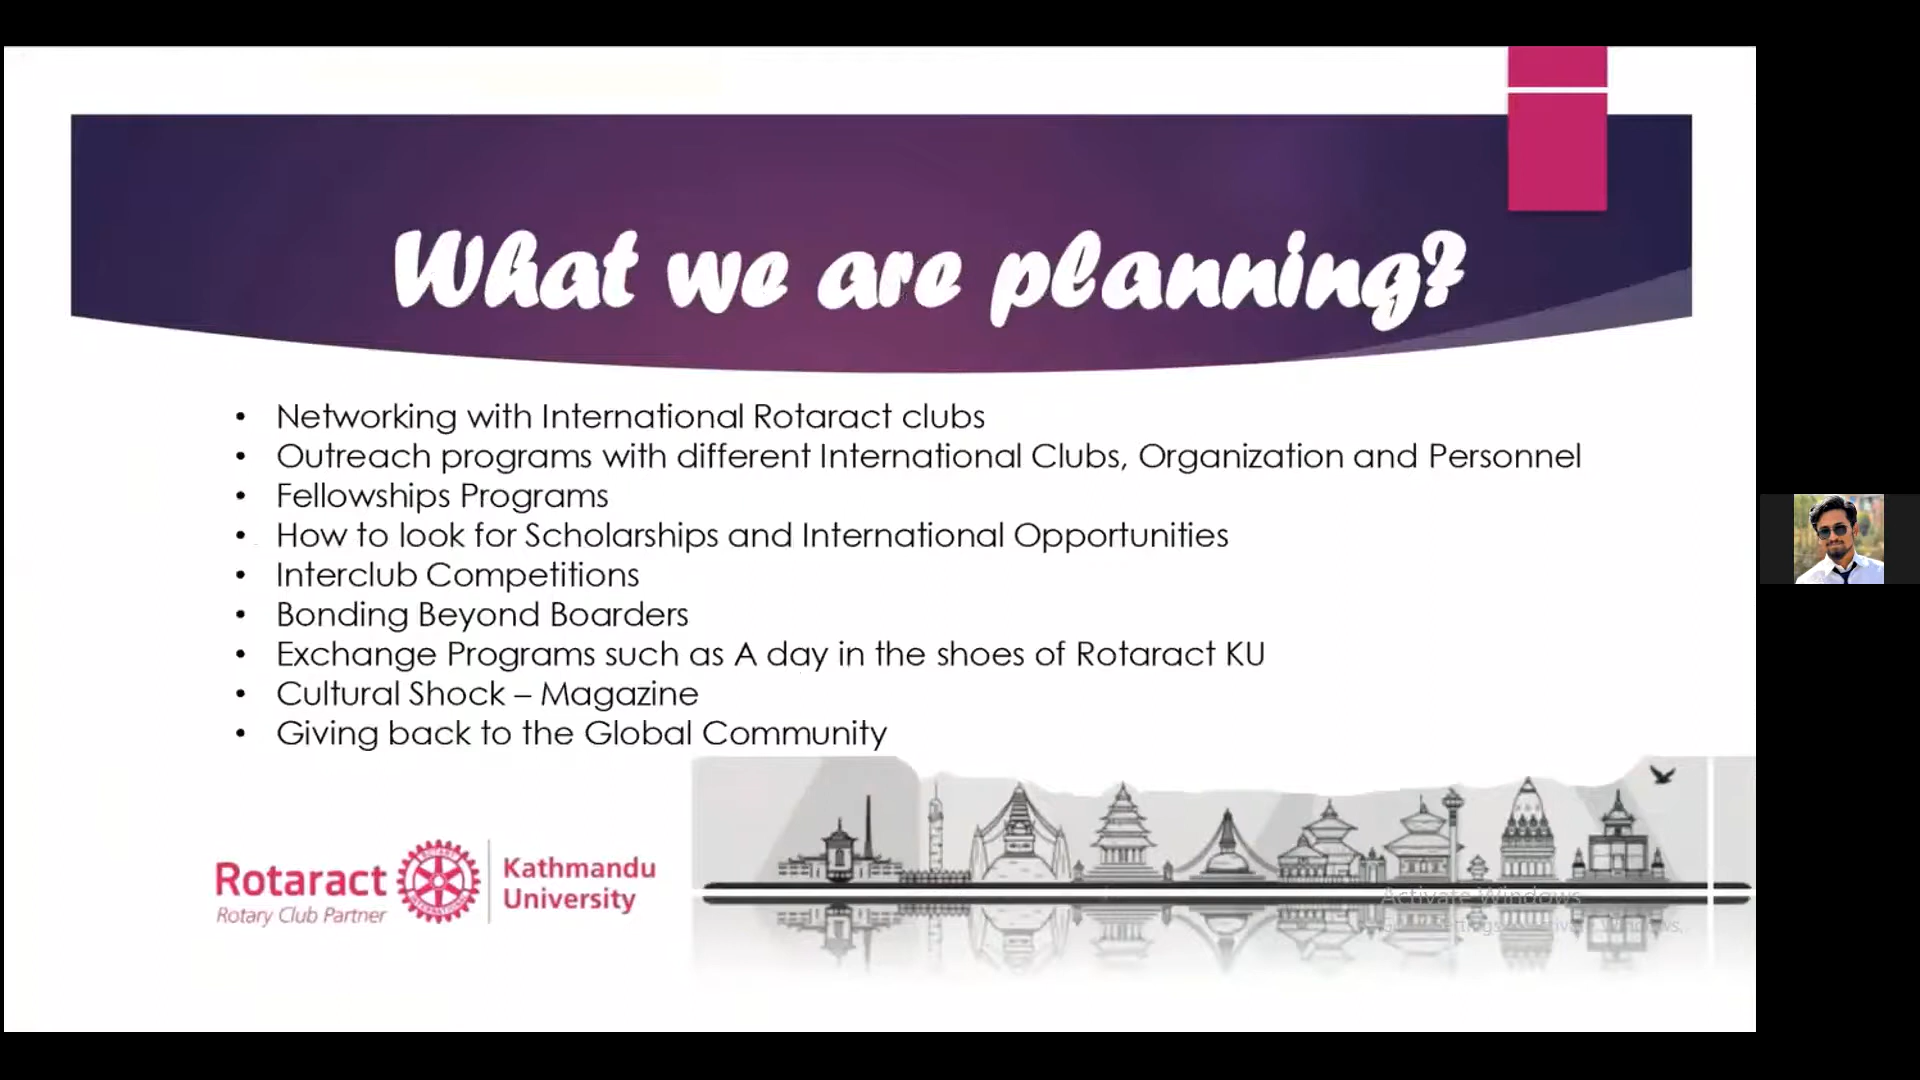 What we are planning?
• Networking with International Rotaract clubs
• Outreach programs with different International Clubs, Organization and Personnel
• Fellowships Programs
• How to look for Scholarships and International Opportunities
• Interclub Competitions
• Bonding Beyond Boarders
• Exchange Programs such as A day in the shoes of Rotaract KU
• Cultural Shock – Magazine
• Giving back to the Global Community
Rotaract
Rotary Club Partner
Kathmandu
University
Activate Windows